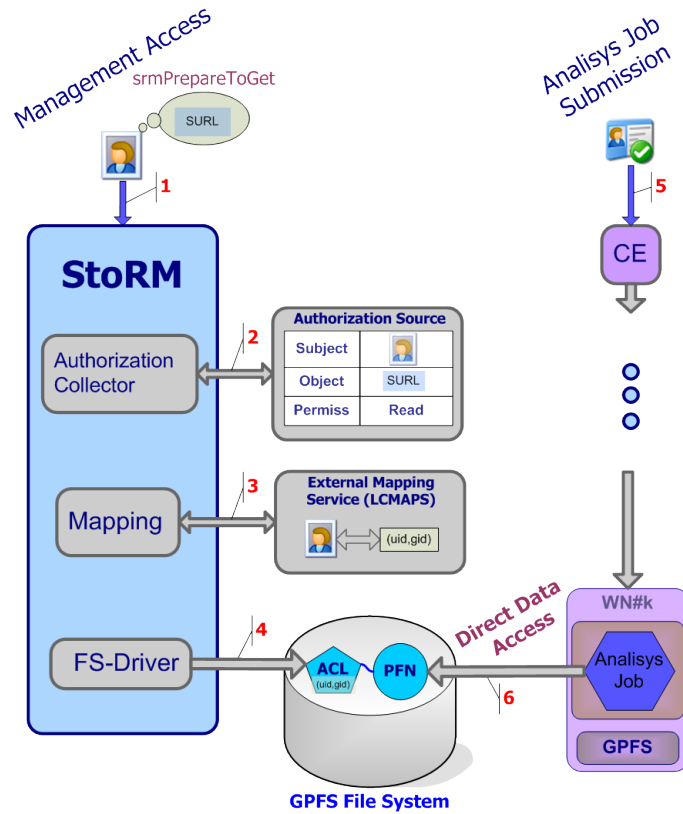 Management Access
srmPrepareToGet
SURL
1
StoRM
Authorization
Collector
2
Authorization Source
Subject
Object
SURL
Permiss
Read
Mapping
3
External Mapping
Service (LCMAPS)
(uid,gid)
FS-Driver
4
ACL
(uid,gid)
PFN
GPFS File System
Analisys Job
Submission
5
CE
WN#k
Analisys
Job
GPFS
Direct Data
Access
6